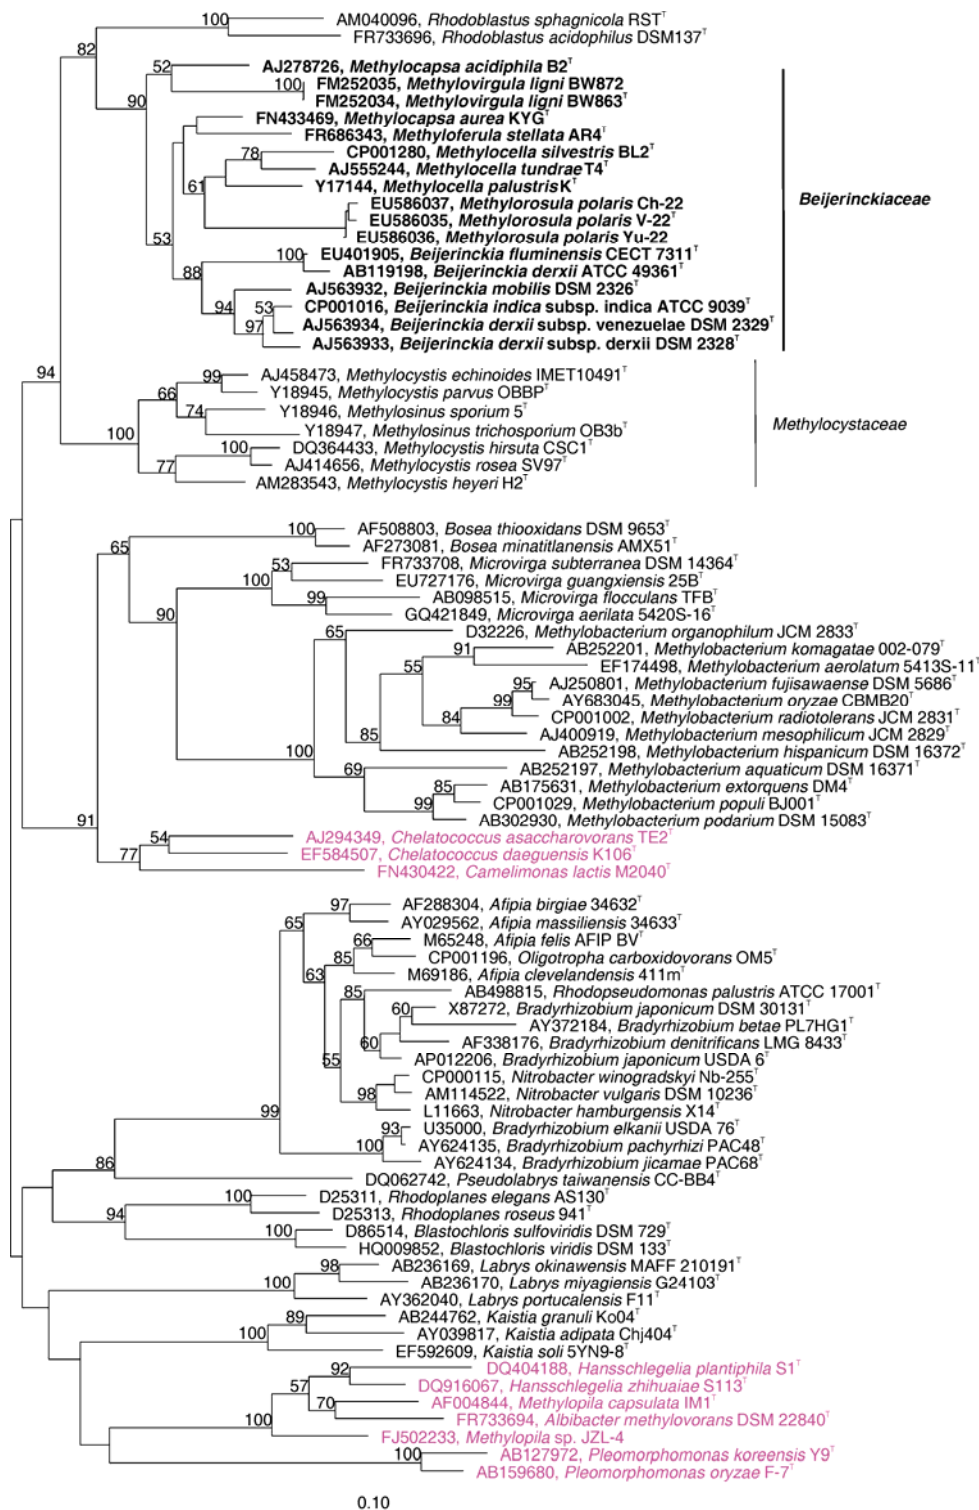 100 AM040096, Rhodoblastus sphagnicola RST^T
FR733696, Rhodoblastus acidophilus DSM137^T
82
52 AJ278726, Methylocapsa acidiphila B2^T
100 FM252035, Methylovirgula ligni BW872
90 FM252034, Methylovirgula ligni BW863^T
FN433469, Methylocapsa aurea KYG^T
FR686343, Methyloferula stellata AR4^T
78 CP001280, Methylocella silvestris BL2^T
AJ555244, Methylocella tundrae T4^T
61 Y17144, Methylocella palustris K^T
Beijerinckiaceae
EU586037, Methylorosula polaris Ch-22
EU586035, Methylorosula polaris V-22^T
53 EU586036, Methylorosula polaris Yu-22
100 EU401905, Beijerinckia fluminensis CECT 7311^T
88 AB119198, Beijerinckia derxii ATCC 49361^T
AJ563932, Beijerinckia mobilis DSM 2326^T
94 53 CP001016, Beijerinckia indica subsp. indica ATCC 9039^T
97 AJ563934, Beijerinckia derxii subsp. venezuelae DSM 2329^T
AJ563933, Beijerinckia derxii subsp. derxii DSM 2328^T
94
99 AJ458473, Methylocystis echinoides IMET10491^T
66 Y18945, Methylocystis parvus OBBP^T
74 Y18946, Methylosinus sporium 5^T
Methylocystaceae
100 Y18947, Methylosinus trichosporium OB3b^T
100 DQ364433, Methylocystis hirsuta CSC1^T
77 AJ414656, Methylocystis rosea SV97^T
AM283543, Methylocystis heyeri H2^T
100 AF508803, Bosea thiooxidans DSM 9653^T
65 AF273081, Bosea minatitlanensis AMX51^T
53 FR733708, Microvirga subterranea DSM 14364^T
100 EU727176, Microvirga guangxiensis 25B^T
99 AB098515, Microvirga flocculans TFB^T
90 GQ421849, Microvirga aerilata 5420S-16^T
65 D32226, Methylobacterium organophilum JCM 2833^T
91 AB252201, Methylobacterium komagatae 002-079^T
55 EF174498, Methylobacterium aerolatum 5413S-11^T
95 AJ250801, Methylobacterium fujisawaense DSM 5686^T
99 AY683045, Methylobacterium oryzae CBMB20^T
84 CP001002, Methylobacterium radiotolerans JCM 2831^T
85 AJ400919, Methylobacterium mesophilicum JCM 2829^T
100 AB252198, Methylobacterium hispanicum DSM 16372^T
69 AB252197, Methylobacterium aquaticum DSM 16371^T
85 AB175631, Methylobacterium extorquens DM4^T
99 CP001029, Methylobacterium populi BJ001^T
AB302930, Methylobacterium podarium DSM 15083^T
91
54 AJ294349, Chelatococcus asaccharovorans TE2^T
77 EF584507, Chelatococcus daeguensis K106^T
FN430422, Camelimonas lactis M2040^T
97 AF288304, Afipia birgiae 34632^T
65 AY029562, Afipia massiliensis 34633^T
66 M65248, Afipia felis AFIP BV^T
85 CP001196, Oligotropha carboxidovorans OM5^T
63 M69186, Afipia clevelandensis 411m^T
85 AB498815, Rhodopseudomonas palustris ATCC 17001^T
60 X87272, Bradyrhizobium japonicum DSM 30131^T
AY372184, Bradyrhizobium betae PL7HG1^T
60 AF338176, Bradyrhizobium denitrificans LMG 8433^T
55 AP012206, Bradyrhizobium japonicum USDA 6^T
CP000115, Nitrobacter winogradskyi Nb-255^T
98 AM114522, Nitrobacter vulgaris DSM 10236^T
99 L11663, Nitrobacter hamburgensis X14^T
93 U35000, Bradyrhizobium elkanii USDA 76^T
100 AY624135, Bradyrhizobium pachyrhizi PAC48^T
86 AY624134, Bradyrhizobium jicamae PAC68^T
DQ062742, Pseudolabrys taiwanensis CC-BB4^T
100 D25311, Rhodoplanes elegans AS130^T
94 D25313, Rhodoplanes roseus 941^T
100 D86514, Blastochloris sulfoviridis DSM 729^T
HQ009852, Blastochloris viridis DSM 133^T
98 AB236169, Labrys okinawensis MAFF 210191^T
100 AB236170, Labrys miyagiensis G24103^T
AY362040, Labrys portucalensis F11^T
89 AB244762, Kaistia granuli Ko04^T
100 AY039817, Kaistia adipata Chj404^T
EF592609, Kaistia soli 5YN9-8^T
92 DQ404188, Hansschlegelia plantiphila S1^T
57 DQ916067, Hansschlegelia zhihuaiae S113^T
70 AF004844, Methylopila capsulata IM1^T
100 FR733694, Albibacter methylovorans DSM 22840^T
FJ502233, Methylopila sp. JZL-4
100 AB127972, Pleomorphomonas koreensis Y9^T
AB159680, Pleomorphomonas oryzae F-7^T
0.10